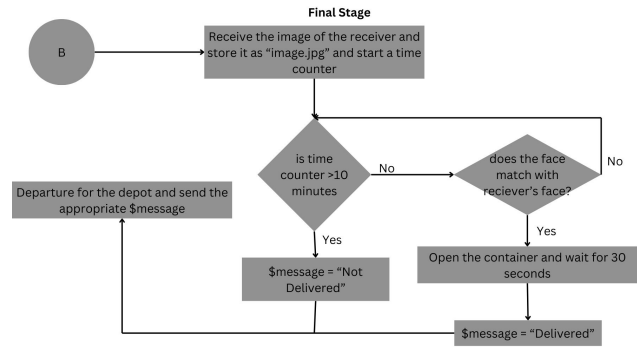 Final Stage
B
Receive the image of the receiver and
store it as “image.jpg” and start a time
counter
is time
counter >10
minutes
No
does the face
match with
reciever’s face?
No
Departure for the depot and send the
appropriate $message
Yes
Yes
$message = “Not
Delivered”
Open the container and wait for 30
seconds
$message = “Delivered”